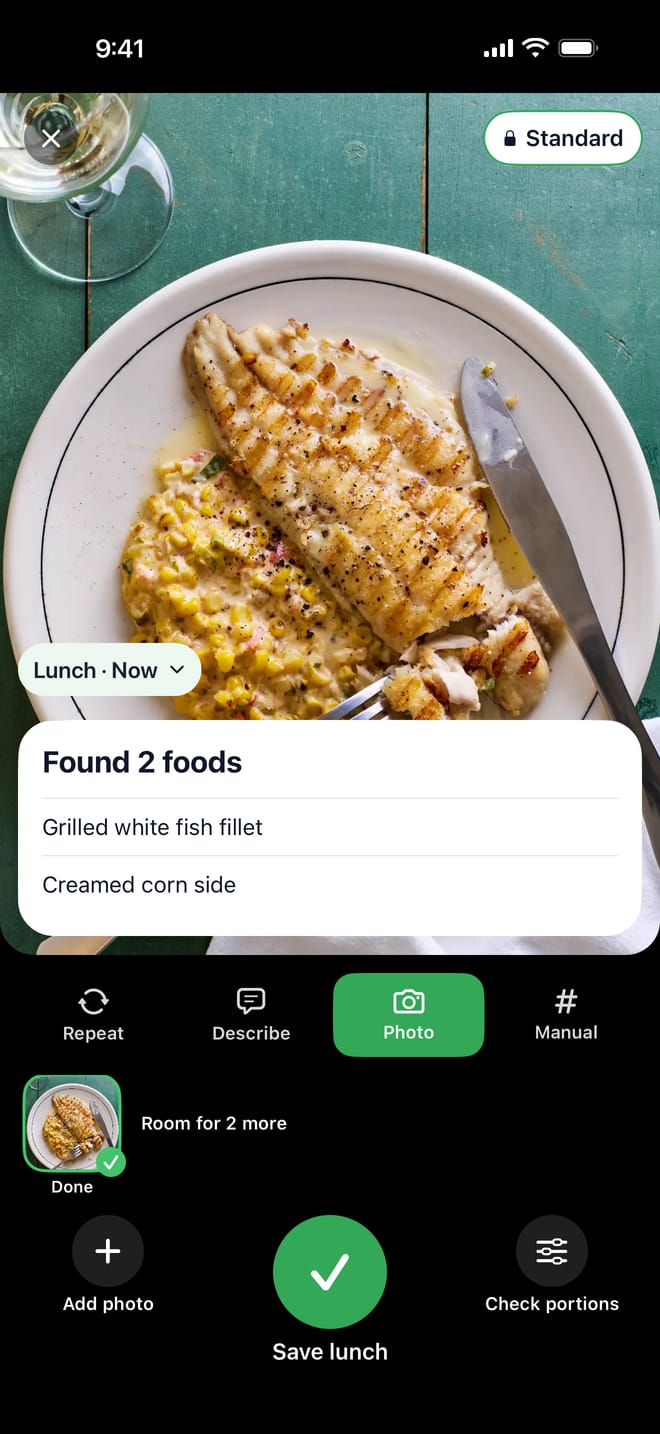 9:41
Standard
Lunch · Now
Found 2 foods
Grilled white fish fillet
Creamed corn side
Repeat
Describe
Photo
Manual
Room for 2 more
Done
Add photo
Save lunch
Check portions